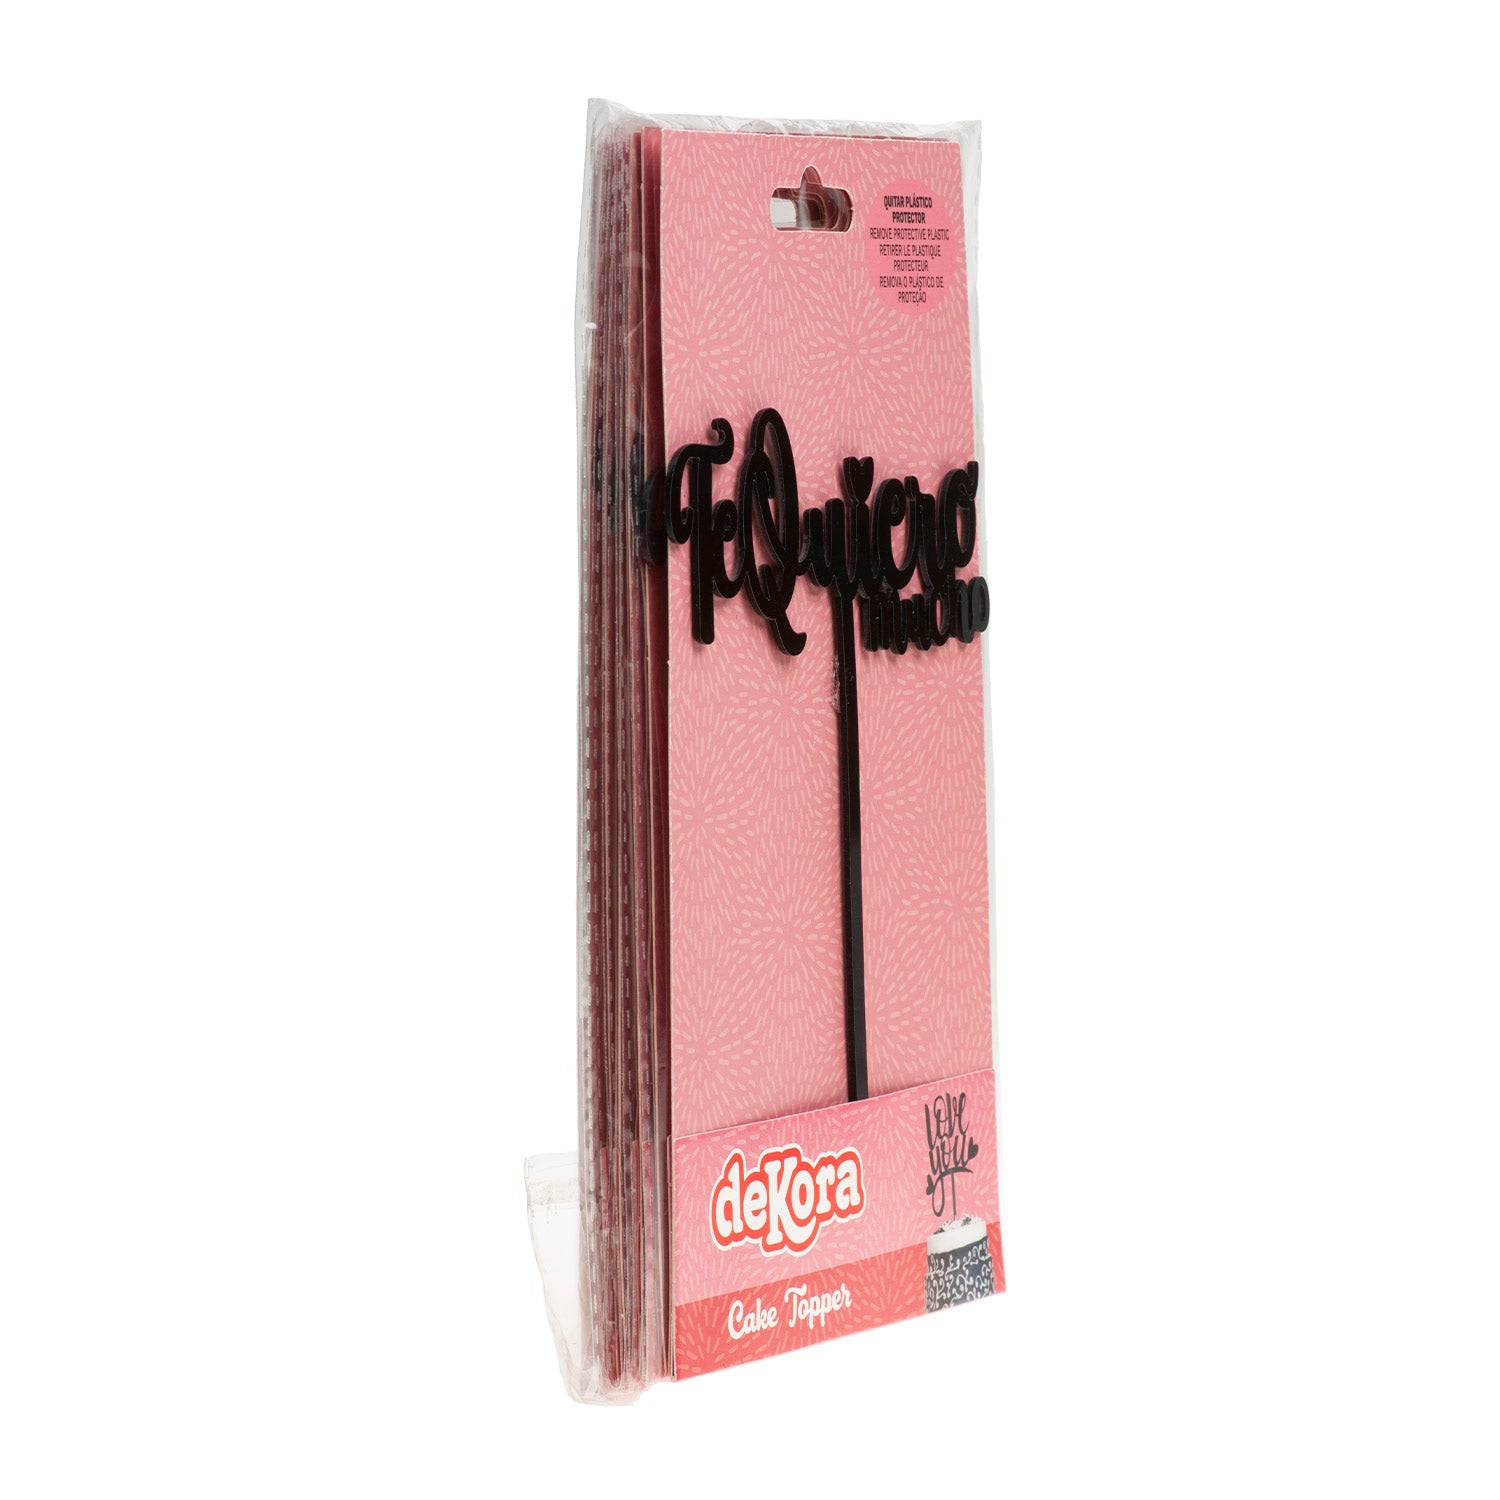 QUITAR PLÁSTICO
PROTECTOR
REMOVE PROTECTIVE PLASTIC
RETIRER LE PLASTIQUE
PROTECTEUR
REMOVA O PLÁSTICO DE
PROTEÇÃO
Te Quiero
mucho
love
you
deKora
Cake Topper